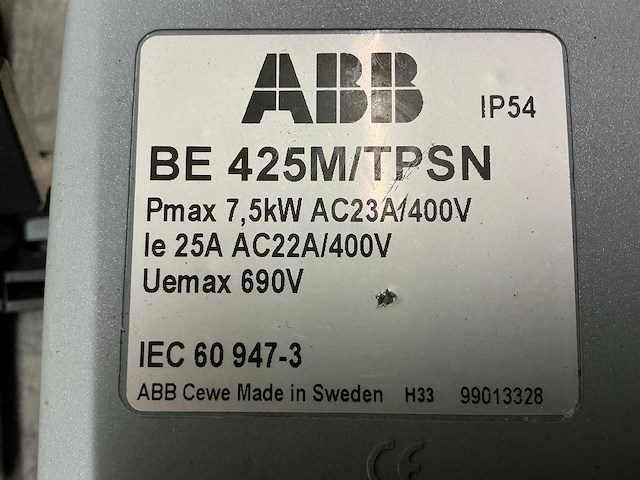 ABB
IP54
BE 425M/TPSN
Pmax 7,5kW AC23A/400V
Ie 25A AC22A/400V
Uemax 690V
IEC 60 947-3
ABB Cewe Made in Sweden H33 99013328
CE